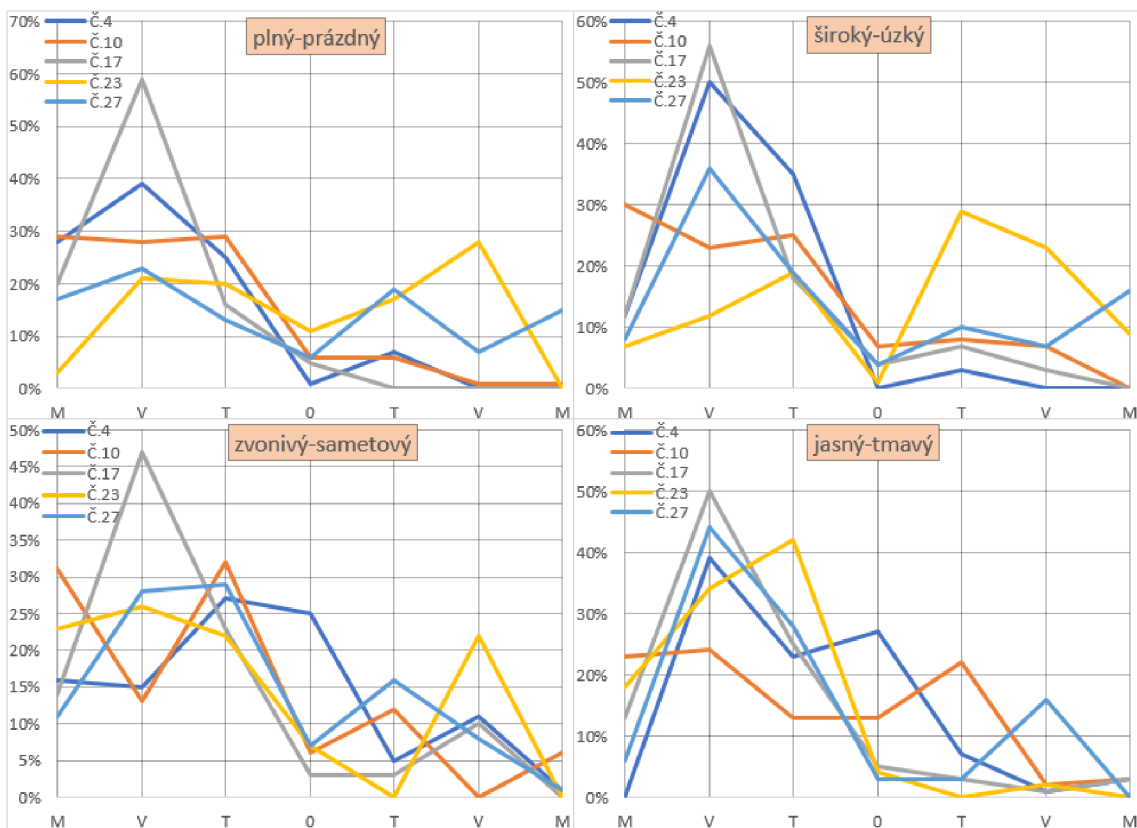 plný-prázdný
Č.4
Č.10
Č.17
Č.23
Č.27
70%
60%
50%
40%
30%
20%
10%
0%
M V T 0 T V M
široký-úzký
Č.4
Č.10
Č.17
Č.23
Č.27
60%
50%
40%
30%
20%
10%
0%
M V T 0 T V M
zvonivý-sametový
Č.4
Č.10
Č.17
Č.23
Č.27
50%
45%
40%
35%
30%
25%
20%
15%
10%
5%
0%
M V T 0 T V M
jasný-tmavý
Č.4
Č.10
Č.17
Č.23
Č.27
60%
50%
40%
30%
20%
10%
0%
M V T 0 T V M